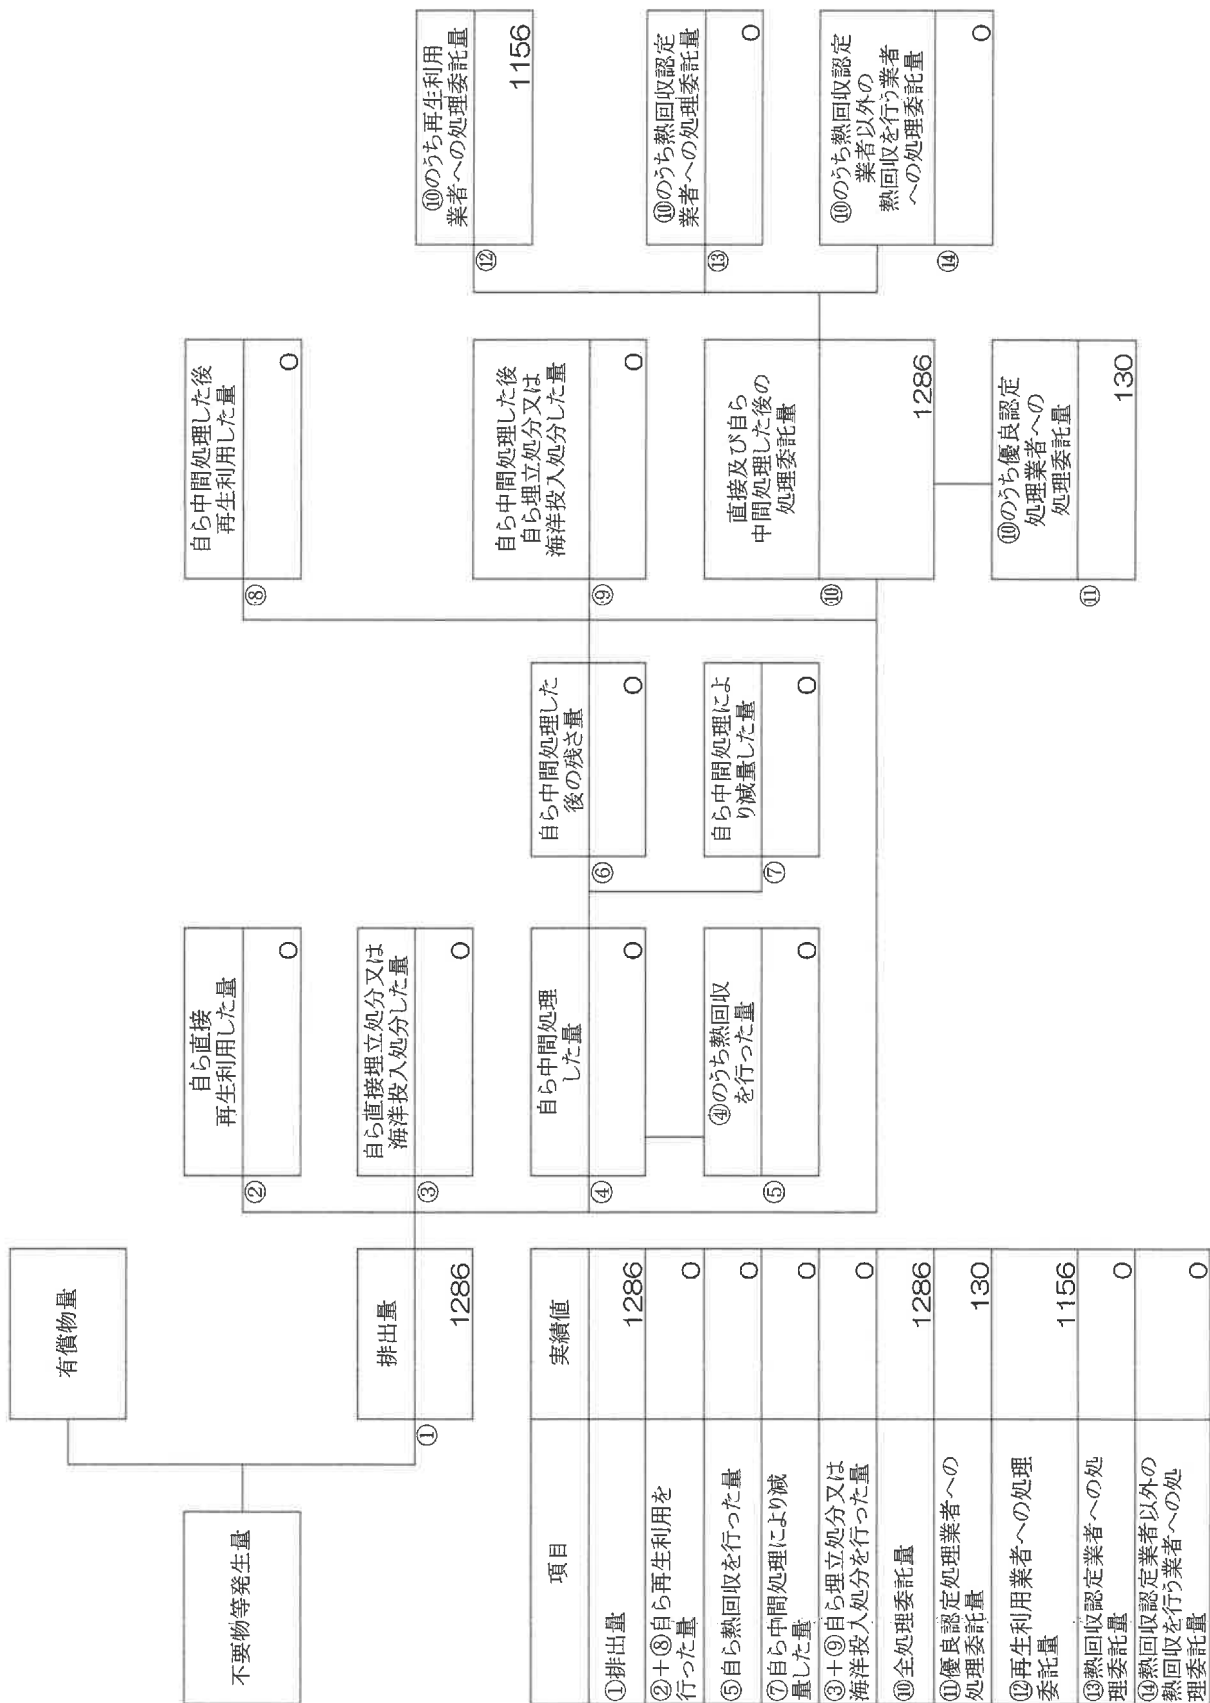 不要物等発生量
有償物量
①
排出量
1286
②
自ら直接
再生利用した量
0
③
自ら直接埋立処分又は
海洋投入処分した量
0
④
自ら中間処理
した量
0
⑤
④のうち熱回収
を行った量
0
⑥
自ら中間処理した
後の残さ量
0
⑦
自ら中間処理によ
り減量した量
0
⑧
自ら中間処理した後
再生利用した量
0
⑨
自ら中間処理した後
自ら埋立処分又は
海洋投入処分した量
0
⑩
直接及び自ら
中間処理した後の
処理委託量
1286
⑪
⑩のうち優良認定
処理業者への
処理委託量
130
⑫
⑩のうち再生利用
業者への処理委託量
1156
⑬
⑩のうち熱回収認定
業者への処理委託量
0
⑭
⑩のうち熱回収認定
業者以外の
熱回収を行う業者
への処理委託量
0
項目
実績値
①排出量
1286
②+⑧自ら再生利用を
行った量
0
⑤自ら熱回収を行った量
0
⑦自ら中間処理により減
量した量
0
③+⑨自ら埋立処分又は
海洋投入処分を行った量
0
⑩全処理委託量
1286
⑪優良認定処理業者への
処理委託量
130
⑫再生利用業者への処理
委託量
1156
⑬熱回収認定業者への処
理委託量
0
⑭熱回収認定業者以外の
熱回収を行う業者への処
理委託量
0